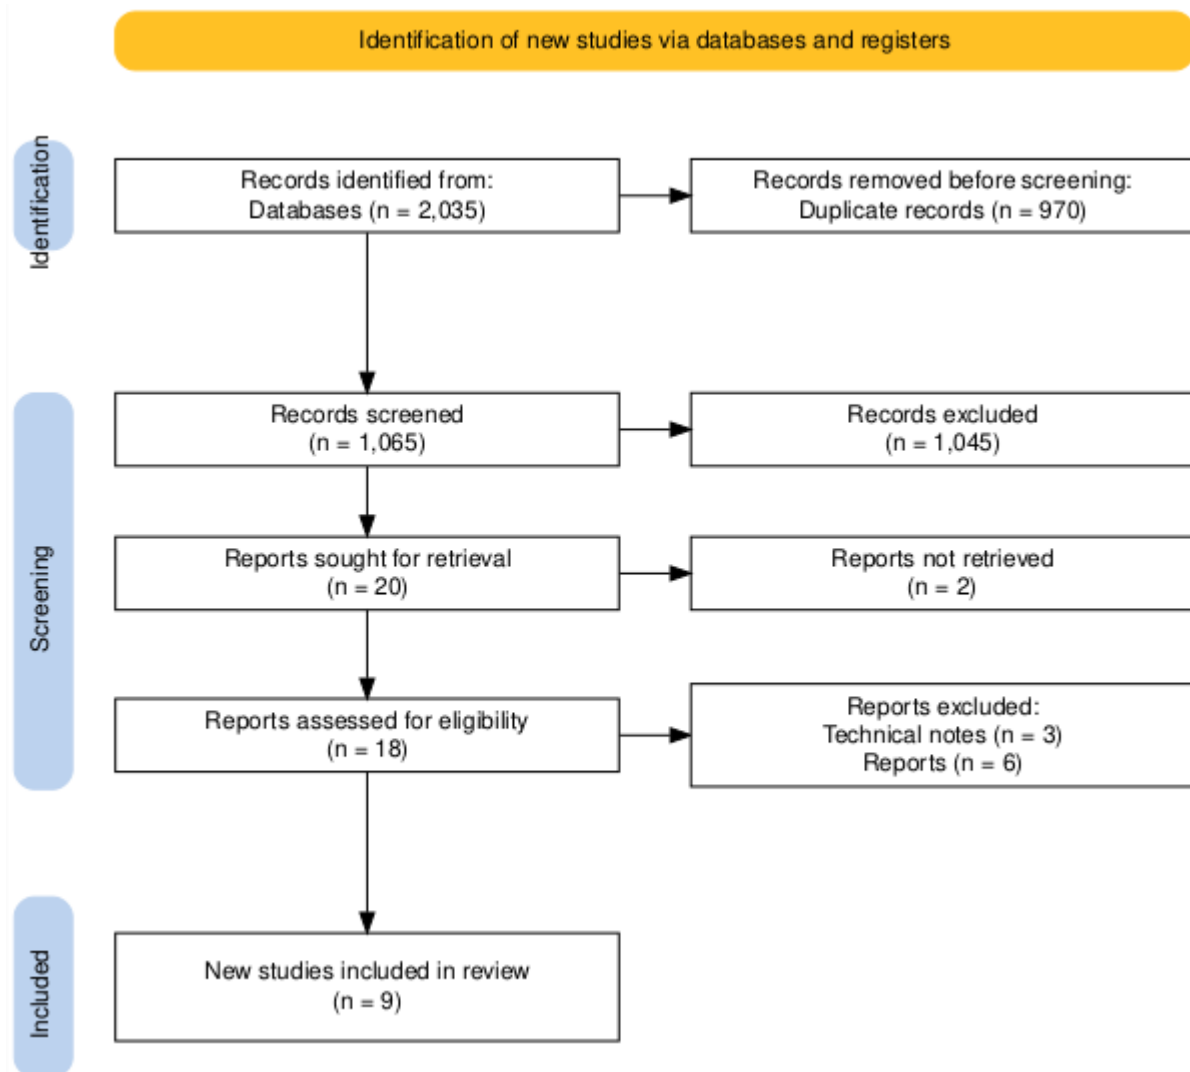 Identification of new studies via databases and registers
Identification
Records identified from:
Databases (n = 2,035)
Records removed before screening:
Duplicate records (n = 970)
Screening
Records screened
(n = 1,065)
Records excluded
(n = 1,045)
Reports sought for retrieval
(n = 20)
Reports not retrieved
(n = 2)
Reports assessed for eligibility
(n = 18)
Reports excluded:
Technical notes (n = 3)
Reports (n = 6)
Included
New studies included in review
(n = 9)